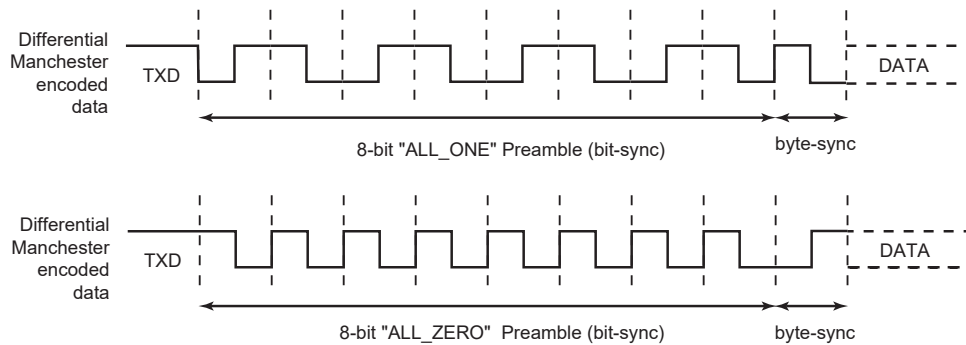 Differential
Manchester
encoded
data
TXD
DATA
8-bit "ALL_ONE" Preamble (bit-sync)
byte-sync
Differential
Manchester
encoded
data
TXD
DATA
8-bit "ALL_ZERO" Preamble (bit-sync)
byte-sync